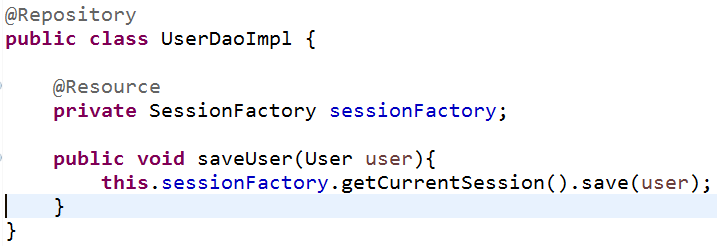 @Repository
public class UserDaoImpl {
@Resource
private SessionFactory sessionFactory;
public void saveUser(User user){
this.sessionFactory.getCurrentSession().save(user);
}
}